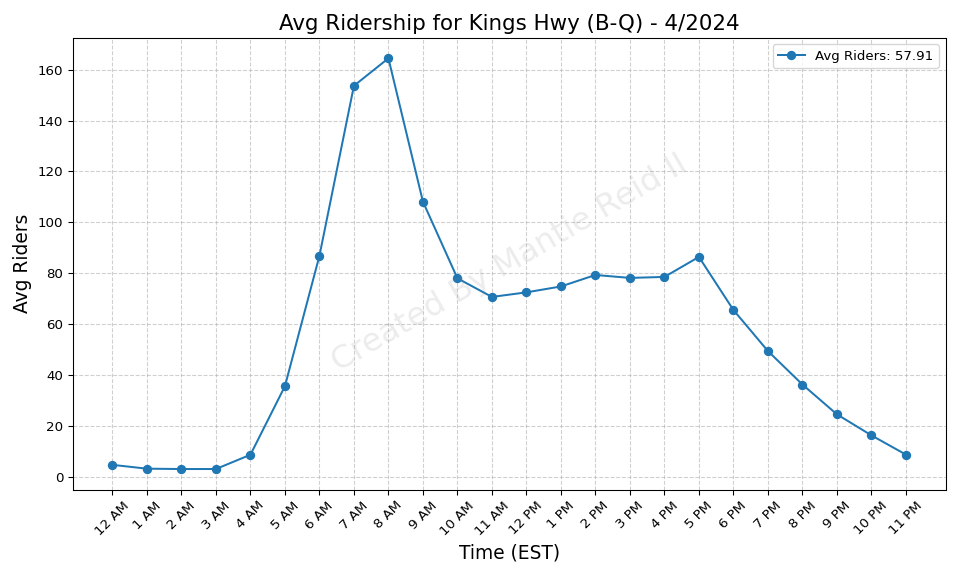 Avg Ridership for Kings Hwy (B-Q) - 4/2024
Avg Riders: 57.91
Avg Riders
160
140
120
100
80
60
40
20
0
Created By Mantle Reid II
12 AM
1 AM
2 AM
3 AM
4 AM
5 AM
6 AM
7 AM
8 AM
9 AM
10 AM
11 AM
12 PM
1 PM
2 PM
3 PM
4 PM
5 PM
6 PM
7 PM
8 PM
9 PM
10 PM
11 PM
Time (EST)